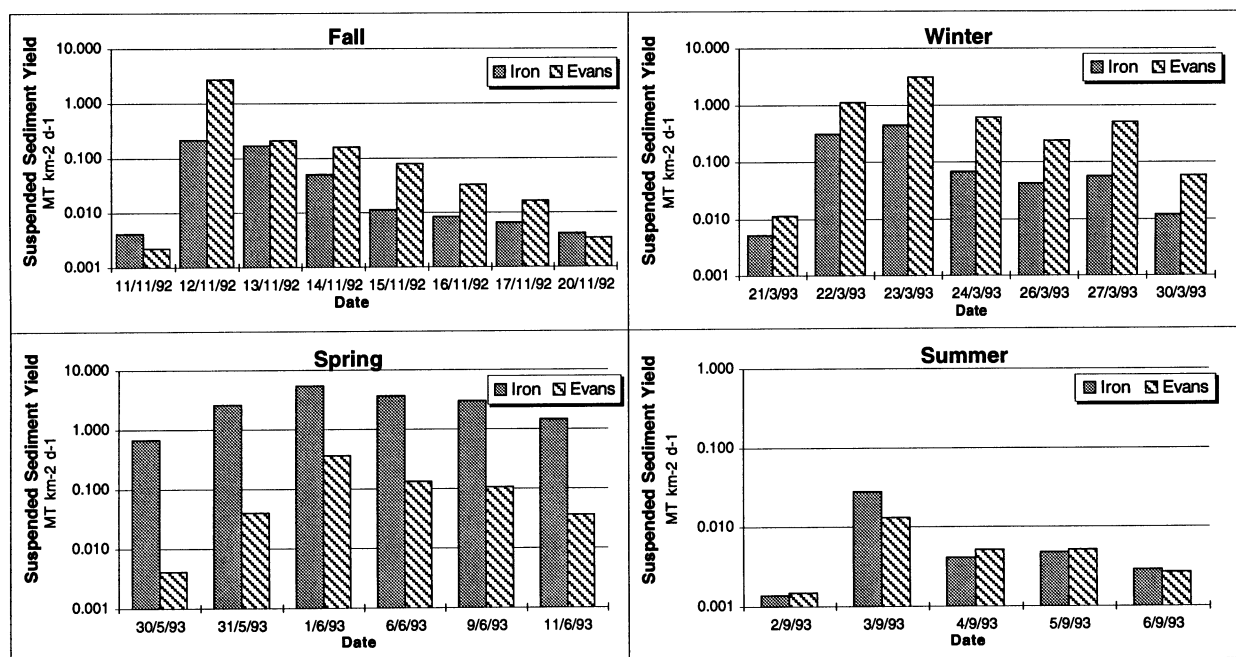 Fall
Suspended Sediment Yield
MT km-2 d-1
10.000
1.000
0.100
0.010
0.001
Iron Evans
11/11/92 12/11/92 13/11/92 14/11/92 15/11/92 16/11/92 17/11/92 20/11/92
Date
Winter
Suspended Sediment Yield
MT km-2 d-1
10.000
1.000
0.100
0.010
0.001
Iron Evans
21/3/93 22/3/93 23/3/93 24/3/93 26/3/93 27/3/93 30/3/93
Date
Spring
Suspended Sediment Yield
MT km-2 d-1
10.000
1.000
0.100
0.010
0.001
Iron Evans
30/5/93 31/5/93 1/6/93 6/6/93 9/6/93 11/6/93
Date
Summer
Suspended Sediment Yield
MT km-2 d-1
1.000
0.100
0.010
0.001
Iron Evans
2/9/93 3/9/93 4/9/93 5/9/93 6/9/93
Date